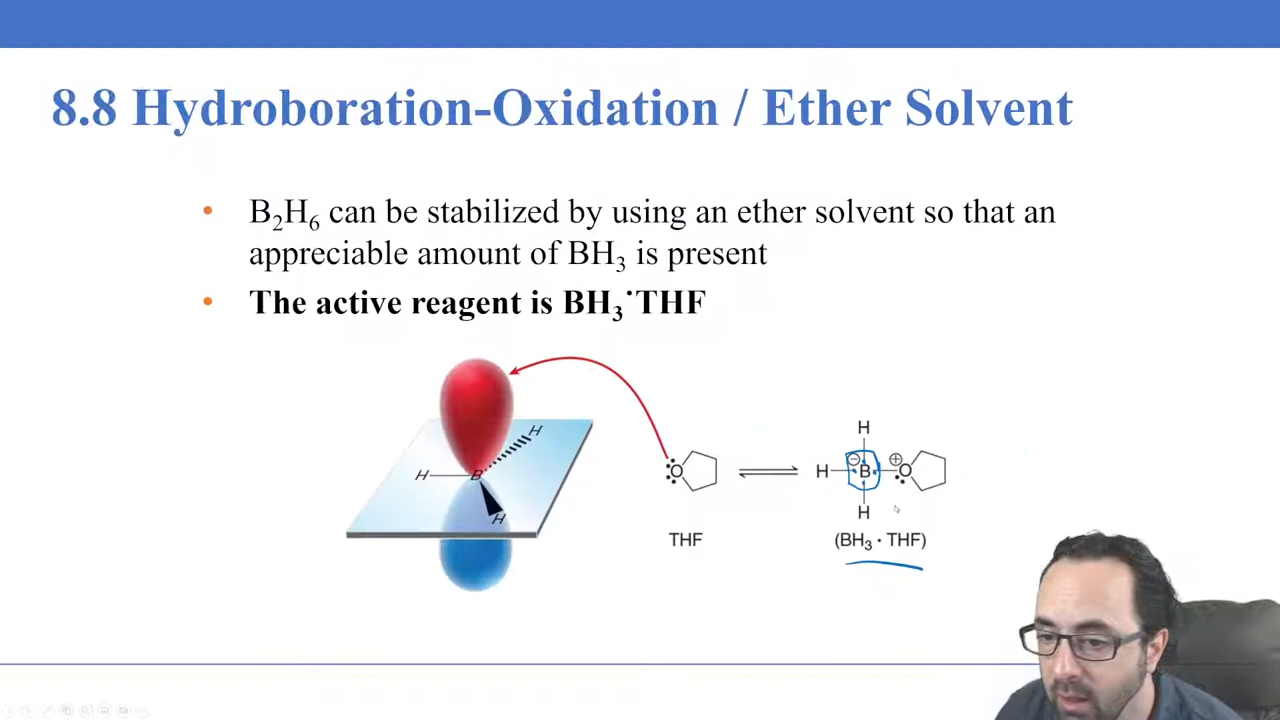 8.8 Hydroboration-Oxidation / Ether Solvent
• B₂H₆ can be stabilized by using an ether solvent so that an
appreciable amount of BH₃ is present
• The active reagent is BH₃˙THF
H
H B
H
O
THF
H
H ⊖ B ⊕ O
H
(BH₃ · THF)